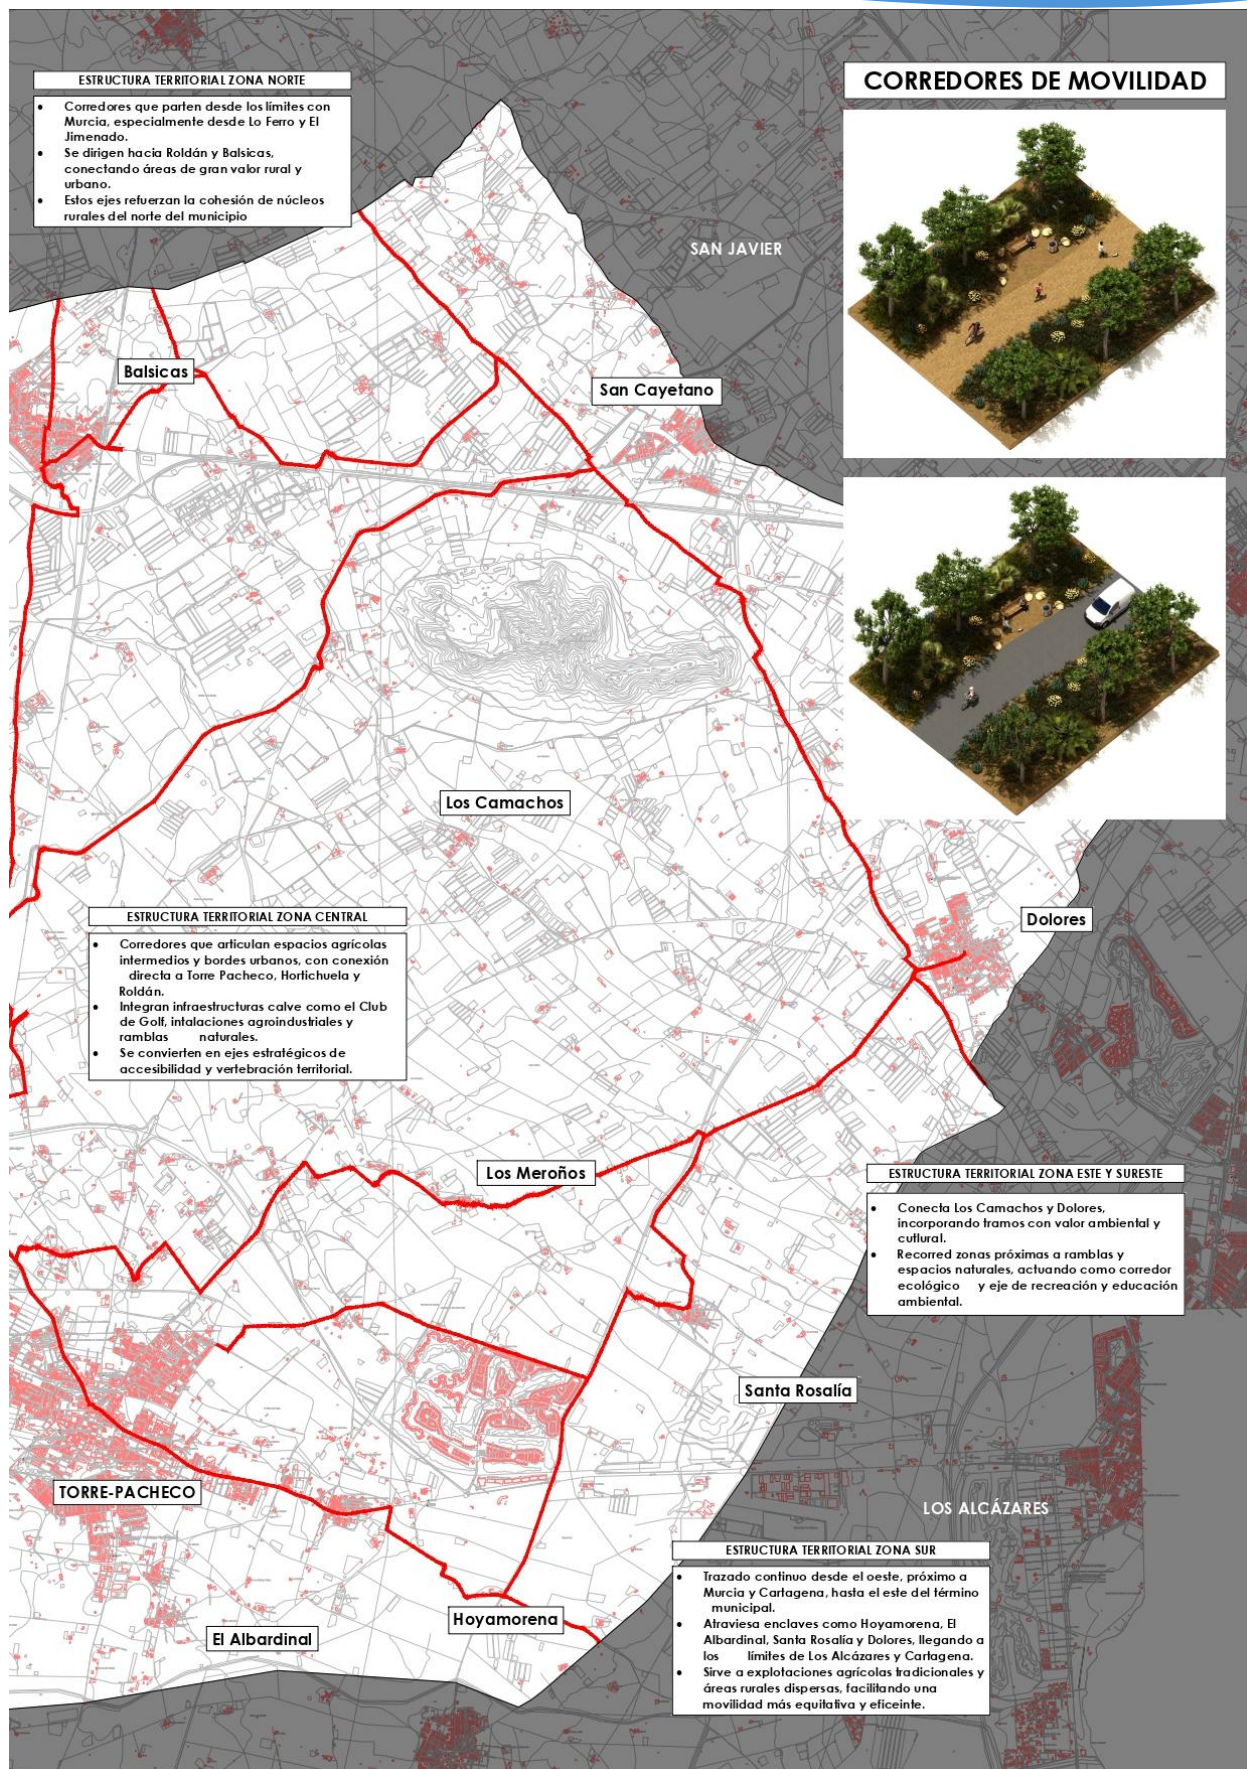 CORREDORES DE MOVILIDAD
ESTRUCTURA TERRITORIAL ZONA NORTE
• Corredores que parten desde los límites con
Murcia, especialmente desde Lo Ferro y El
Jimenado.
• Se dirigen hacia Roldán y Balsicas,
conectando áreas de gran valor rural y
urbano.
• Estos ejes refuerzan la cohesión de núcleos
rurales del norte del municipio
SAN JAVIER
Balsicas
San Cayetano
Los Camachos
ESTRUCTURA TERRITORIAL ZONA CENTRAL
• Corredores que articulan espacios agrícolas
intermedios y bordes urbanos, con conexión
directa a Torre Pacheco, Hortichuela y
Roldán.
• Integran infraestructuras calve como el Club
de Golf, intalaciones agroindustriales y
ramblas naturales.
• Se convierten en ejes estratégicos de
accesibilidad y vertebración territorial.
Dolores
Los Meroños
ESTRUCTURA TERRITORIAL ZONA ESTE Y SURESTE
• Conecta Los Camachos y Dolores,
incorporando tramos con valor ambiental y
cutlural.
• Recorred zonas próximas a ramblas y
espacios naturales, actuando como corredor
ecológico y eje de recreación y educación
ambiental.
Santa Rosalía
TORRE-PACHECO
LOS ALCÁZARES
ESTRUCTURA TERRITORIAL ZONA SUR
• Trazado continuo desde el oeste, próximo a
Murcia y Cartagena, hasta el este del término
municipal.
• Atraviesa enclaves como Hoyamorena, El
Albardinal, Santa Rosalía y Dolores, llegando a
los límites de Los Alcázares y Cartagena.
• Sirve a explotaciones agrícolas tradicionales y
áreas rurales dispersas, facilitando una
movilidad más equitativa y eficeinte.
Hoyamorena
El Albardinal